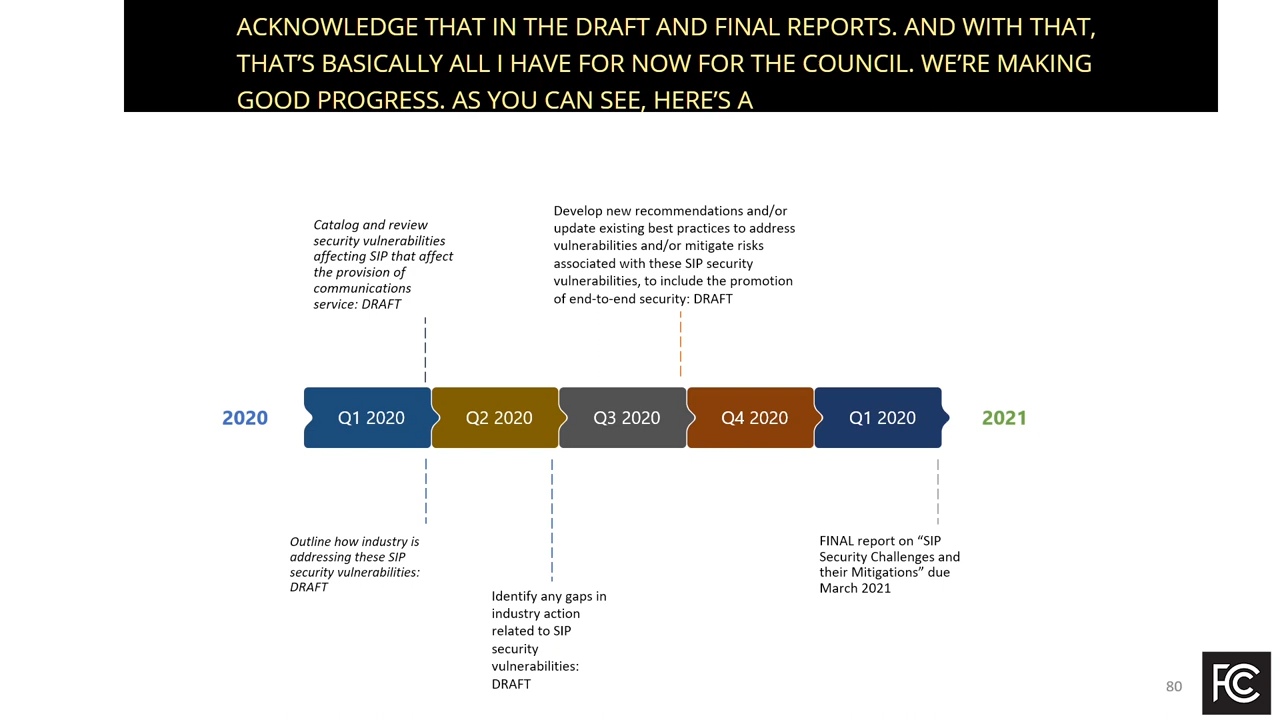 ACKNOWLEDGE THAT IN THE DRAFT AND FINAL REPORTS. AND WITH THAT,
THAT’S BASICALLY ALL I HAVE FOR NOW FOR THE COUNCIL. WE’RE MAKING
GOOD PROGRESS. AS YOU CAN SEE, HERE’S A
Catalog and review
security vulnerabilities
affecting SIP that affect
the provision of
communications
service: DRAFT
Develop new recommendations and/or
update existing best practices to address
vulnerabilities and/or mitigate risks
associated with these SIP security
vulnerabilities, to include the promotion
of end-to-end security: DRAFT
2020
Q1 2020
Q2 2020
Q3 2020
Q4 2020
Q1 2020
2021
Outline how industry is
addressing these SIP
security vulnerabilities:
DRAFT
Identify any gaps in
industry action
related to SIP
security
vulnerabilities:
DRAFT
FINAL report on “SIP
Security Challenges and
their Mitigations” due
March 2021
80
FCC